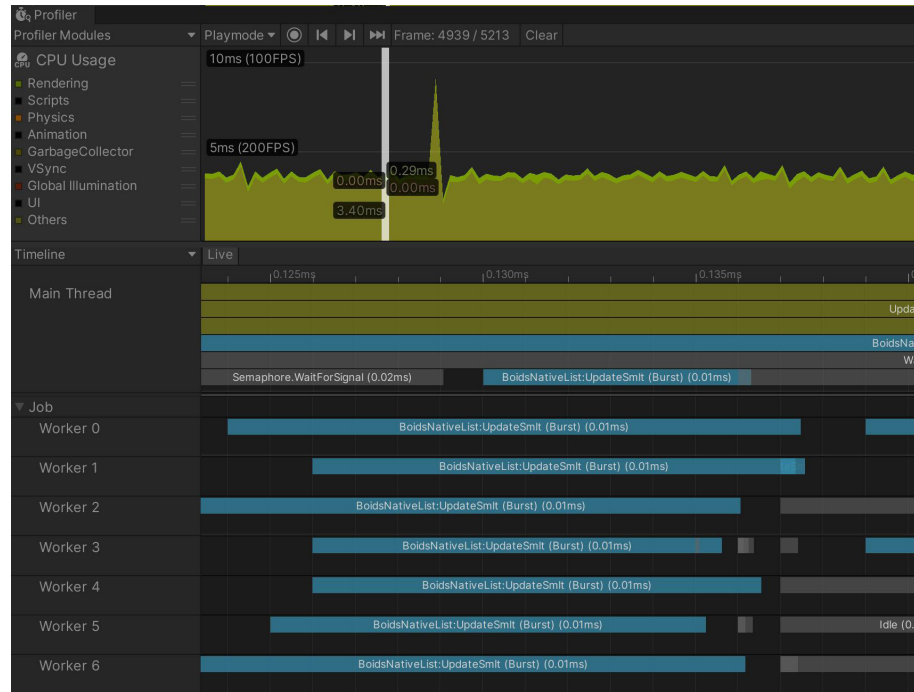 Profiler
Profiler Modules Playmode Frame: 4939 / 5213 Clear
CPU Usage
CPU
Rendering
Scripts
Physics
Animation
GarbageCollector
VSync
Global Illumination
UI
Others
10ms (100FPS)
5ms (200FPS)
0.29ms
0.00ms
0.00ms
3.40ms
Timeline Live
0.125ms 0.130ms 0.135ms
Main Thread
Upda
BoidsNa
W
Semaphore.WaitForSignal (0.02ms) BoidsNativeList:UpdateSmlt (Burst) (0.01ms)
Job
Worker 0 BoidsNativeList:UpdateSmlt (Burst) (0.01ms)
Worker 1 BoidsNativeList:UpdateSmlt (Burst) (0.01ms)
Worker 2 BoidsNativeList:UpdateSmlt (Burst) (0.01ms)
Worker 3 BoidsNativeList:UpdateSmlt (Burst) (0.01ms)
Worker 4 BoidsNativeList:UpdateSmlt (Burst) (0.01ms)
Worker 5 BoidsNativeList:UpdateSmlt (Burst) (0.01ms) Idle (0.
Worker 6 BoidsNativeList:UpdateSmlt (Burst) (0.01ms)